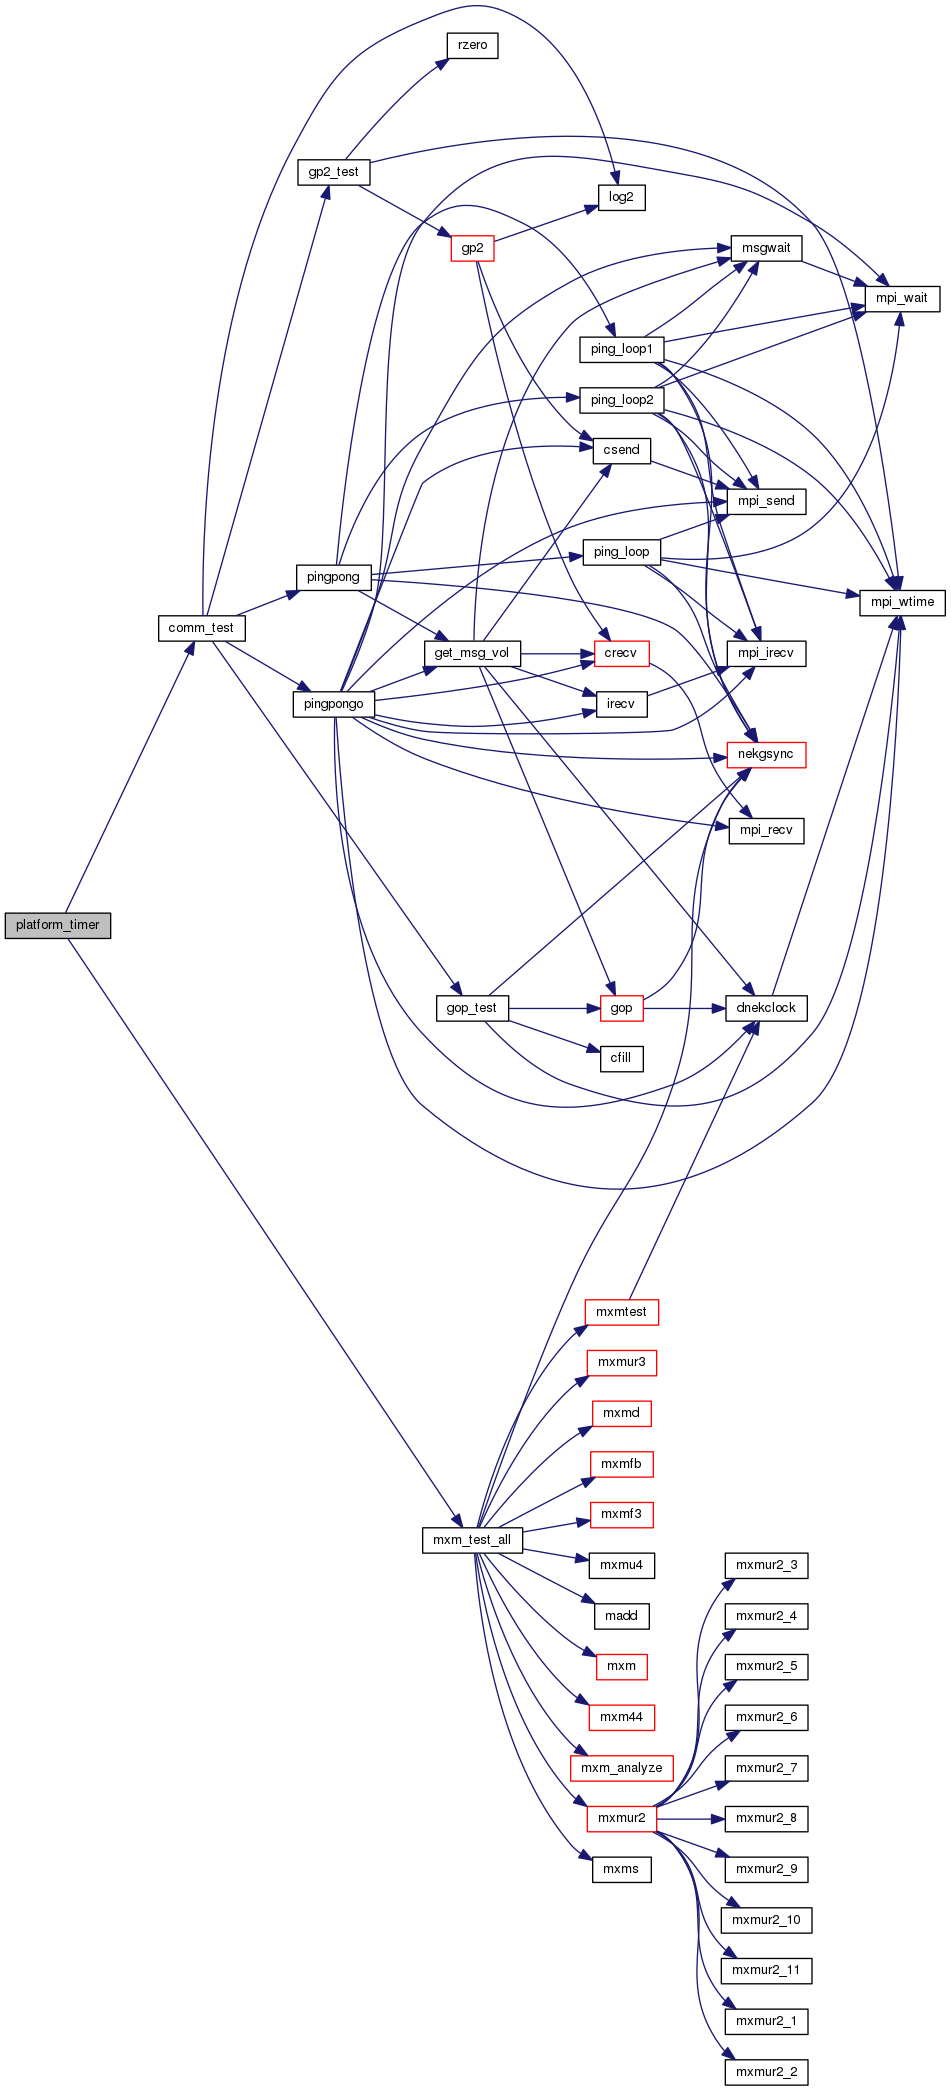 rzero
gp2_test
log2
gp2
msgwait
mpi_wait
ping_loop1
ping_loop2
csend
mpi_send
ping_loop
pingpong
mpi_wtime
comm_test
get_msg_vol
crecv
mpi_irecv
pingpongo
irecv
nekgsync
mpi_recv
platform_timer
gop_test
gop
dnekclock
cfill
mxmtest
mxmur3
mxmd
mxmfb
mxmf3
mxm_test_all
mxmu4
mxmur2_3
madd
mxmur2_4
mxm
mxmur2_5
mxm44
mxmur2_6
mxm_analyze
mxmur2_7
mxmur2
mxmur2_8
mxms
mxmur2_9
mxmur2_10
mxmur2_11
mxmur2_1
mxmur2_2